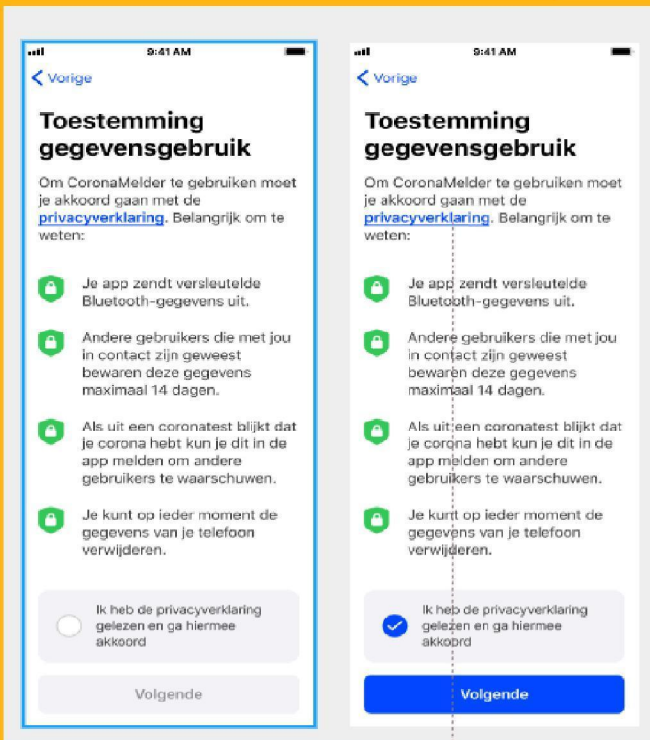 9:41 AM
Vorige
Toestemming
gegevensgebruik
Om CoronaMelder te gebruiken moet
je akkoord gaan met de
privacyverklaring. Belangrijk om te
weten:
Je app zendt versleutelde
Bluetooth-gegevens uit.
Andere gebruikers die met jou
in contact zijn geweest
bewaren deze gegevens
maximaal 14 dagen.
Als uit een coronatest blijkt dat
je corona hebt kun je dit in de
app melden om andere
gebruikers te waarschuwen.
Je kunt op ieder moment de
gegevens van je telefoon
verwijderen.
Ik heb de privacyverklaring
gelezen en ga hiermee
akkoord
Volgende
9:41 AM
Vorige
Toestemming
gegevensgebruik
Om CoronaMelder te gebruiken moet
je akkoord gaan met de
privacyverklaring. Belangrijk om te
weten:
Je app zendt versleutelde
Bluetooth-gegevens uit.
Andere gebruikers die met jou
in contact zijn geweest
bewaren deze gegevens
maximaal 14 dagen.
Als uit een coronatest blijkt dat
je corona hebt kun je dit in de
app melden om andere
gebruikers te waarschuwen.
Je kunt op ieder moment de
gegevens van je telefoon
verwijderen.
Ik heb de privacyverklaring
gelezen en ga hiermee
akkoord
Volgende